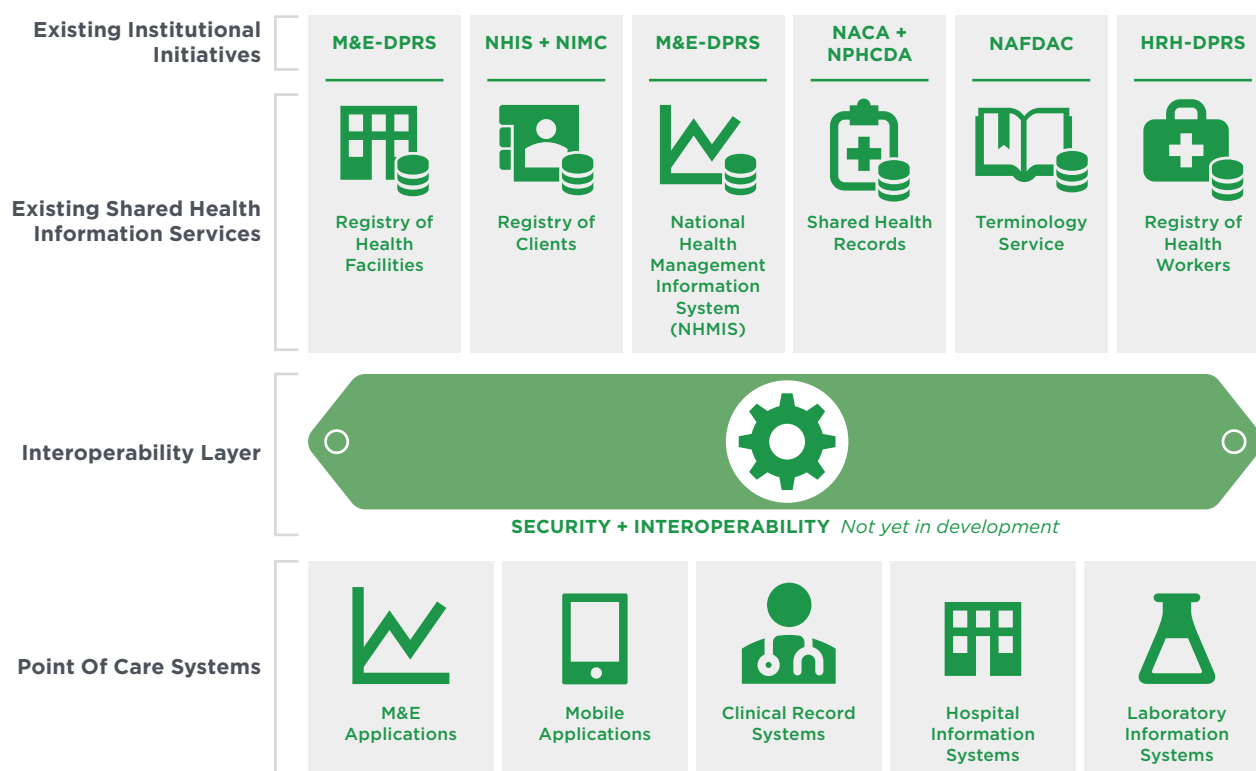 Existing Institutional
Initiatives
M&E-DPRS
NHIS + NIMC
M&E-DPRS
NACA +
NPHCDA
NAFDAC
HRH-DPRS
Existing Shared Health
Information Services
Registry of
Health
Facilities
Registry of
Clients
National
Health
Management
Information
System
(NHMIS)
Shared Health
Records
Terminology
Service
Registry of
Health
Workers
Interoperability Layer
SECURITY + INTEROPERABILITY Not yet in development
Point Of Care Systems
M&E
Applications
Mobile
Applications
Clinical Record
Systems
Hospital
Information
Systems
Laboratory
Information
Systems